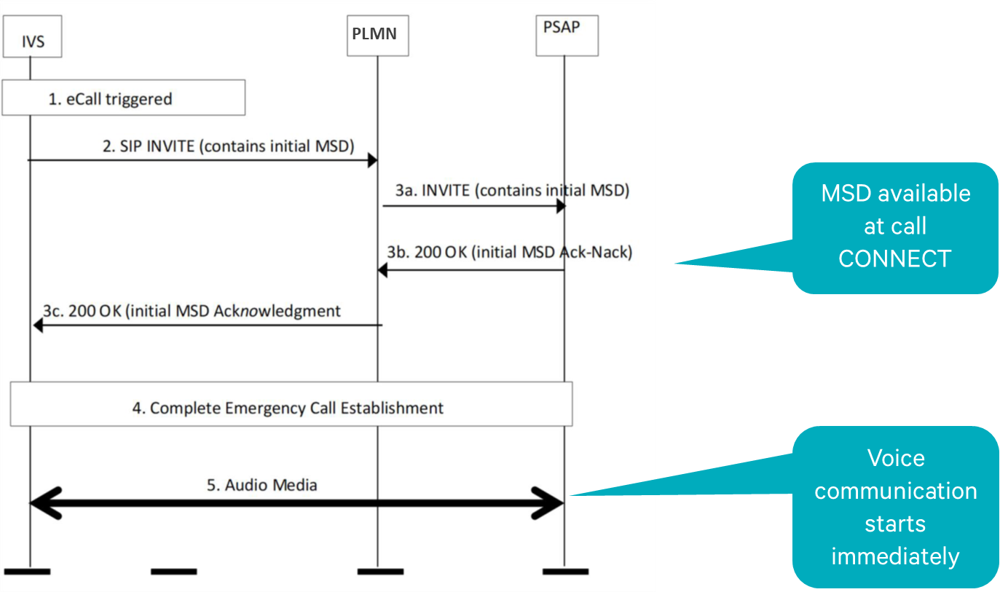 IVS
PLMN
PSAP
1. eCall triggered
2. SIP INVITE (contains initial MSD)
3a. INVITE (contains initial MSD)
MSD available
at call
CONNECT
3b. 200 OK (initial MSD Ack-Nack)
3c. 200 OK (initial MSD Acknowledgment
4. Complete Emergency Call Establishment
5. Audio Media
Voice
communication
starts
immediately